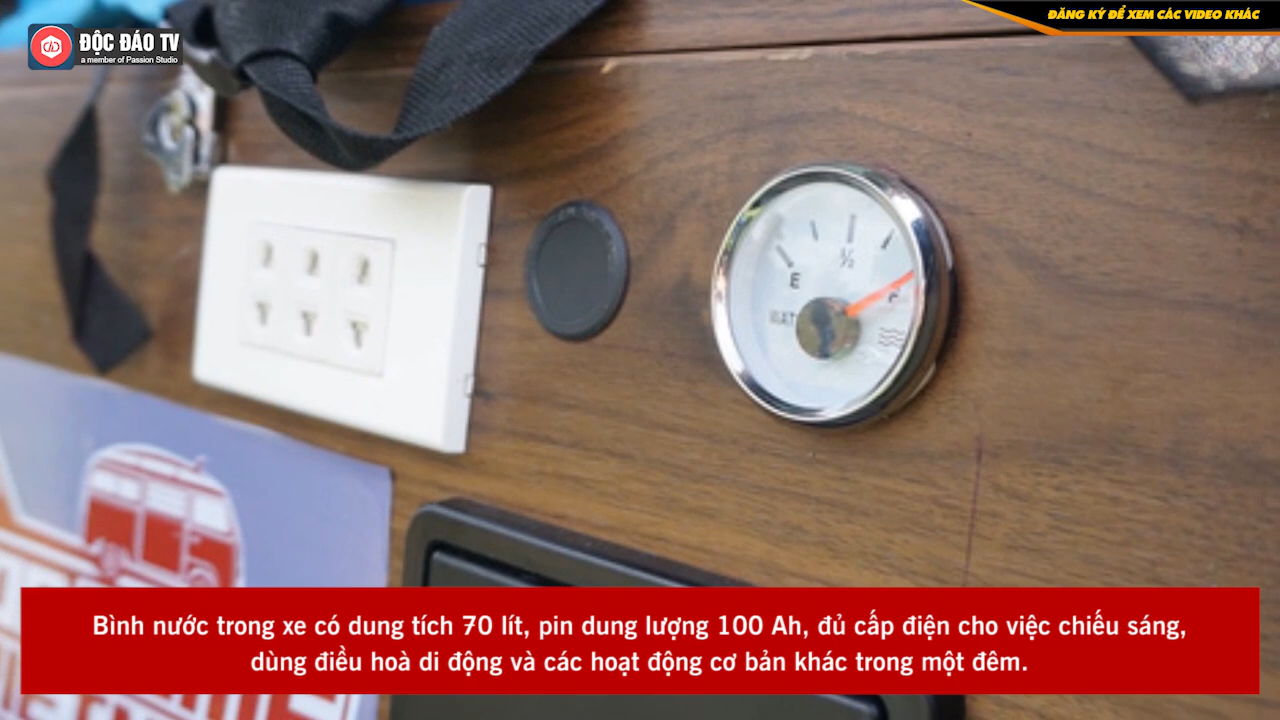 ĐĂNG KÝ ĐỂ XEM CÁC VIDEO KHÁC
ĐỘC ĐÁO TV
a member of Passion Studio
1/2
E
WAT
Bình nước trong xe có dung tích 70 lít, pin dung lượng 100 Ah, đủ cấp điện cho việc chiếu sáng,
dùng điều hoà di động và các hoạt động cơ bản khác trong một đêm.